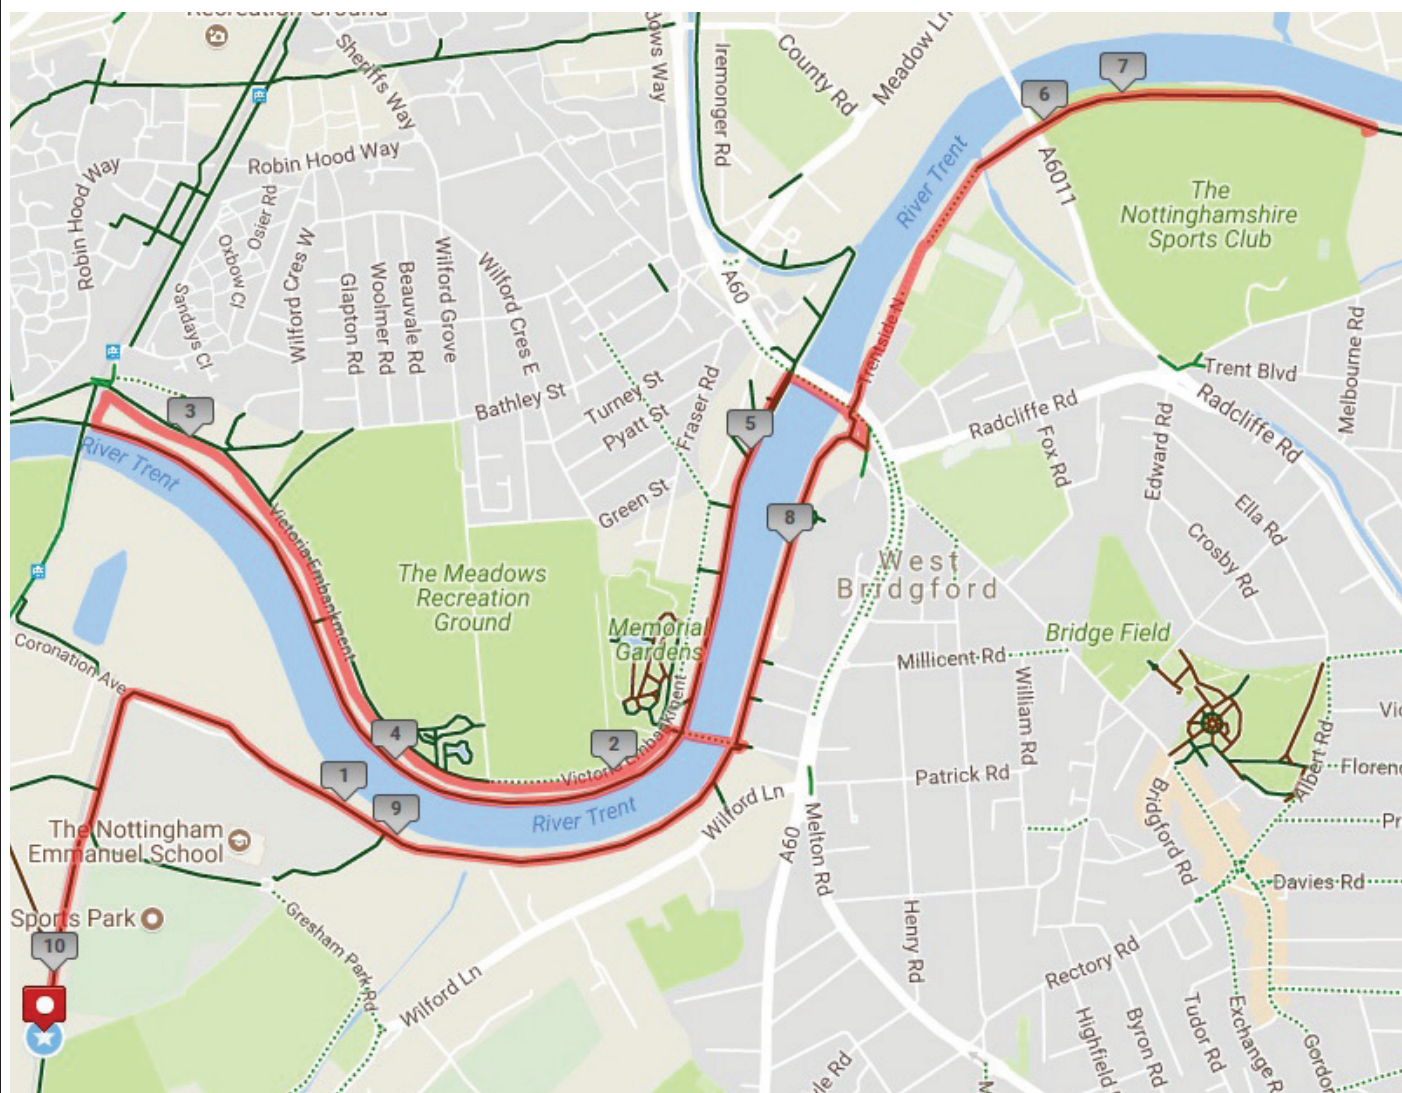 Recreation Ground
Sheriffs Way
Iremonger Rd
County Rd
Meadow Ln
7
6
Robin Hood Way
Robin Hood Way
River Trent
A6011
The
Nottinghamshire
Sports Club
Osier Rd
Oxbow Cl
Sandays Cl
Wilford Cres W
Glapton Rd
Woolmer Rd
Beauvale Rd
Wilford Grove
Wilford Cres E
A60
Trentside N
Melbourne Rd
Trent Blvd
Radcliffe Rd
Radcliffe Rd
Bathley St
Turney St
Pyatt St
Fraser Rd
Green St
3
5
8
River Trent
Fox Rd
Edward Rd
Ella Rd
Crosby Rd
Victoria Embankment
The Meadows
Recreation
Ground
West
Bridgford
Memorial
Gardens
Bridge Field
Coronation Ave
Millicent Rd
William Rd
Victoria Embankment
4
2
1
9
River Trent
Wilford Ln
Patrick Rd
Albert Rd
A60
Melton Rd
Bridgford Rd
The Nottingham
Emmanuel School
Davies Rd
Sports Park
10
Gresham Park Rd
Wilford Ln
Henry Rd
Rectory Rd
Highfield
Byron Rd
Tudor Rd
Exchange R